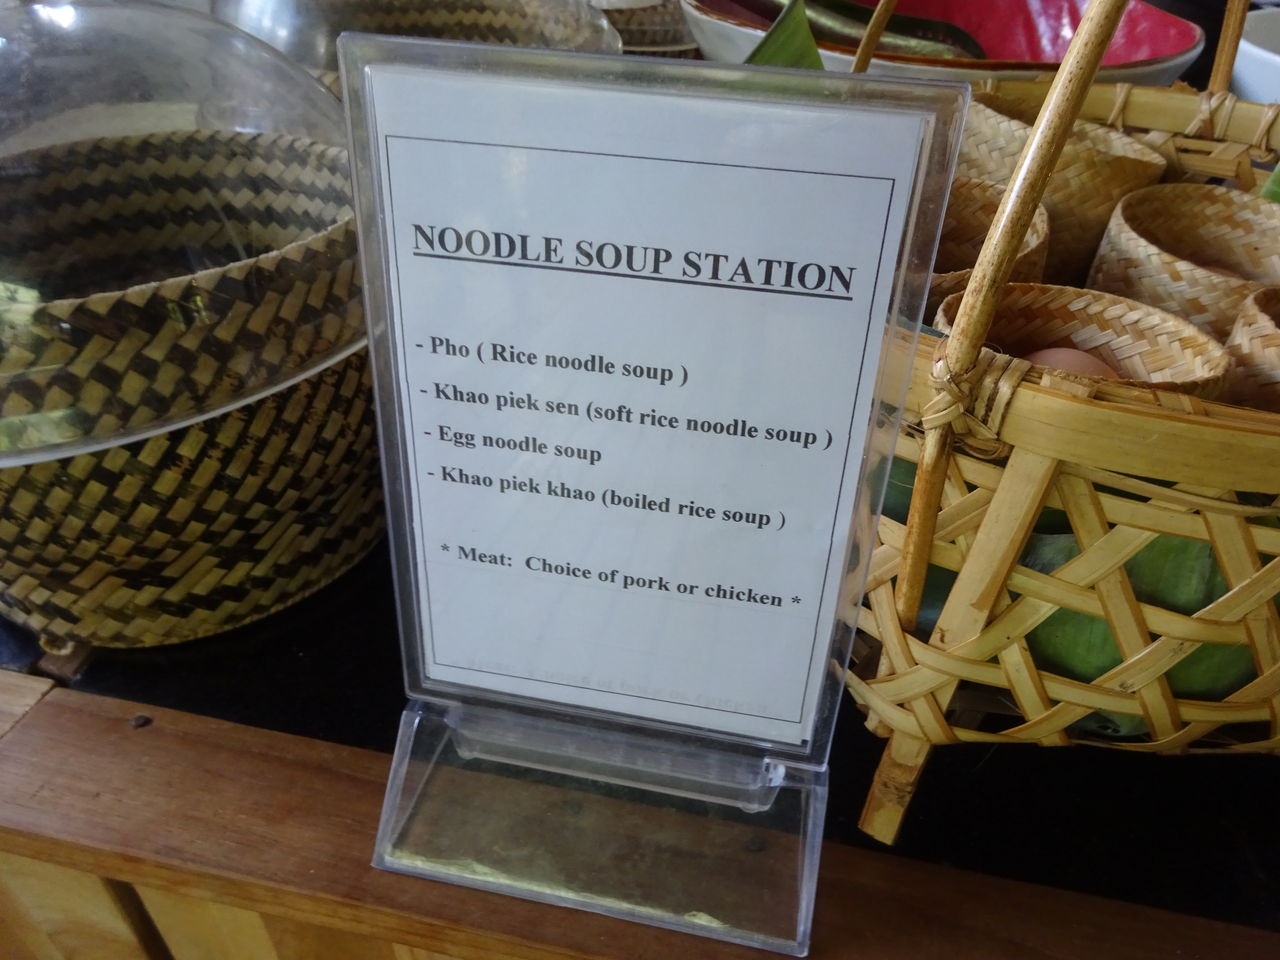 NOODLE SOUP STATION
- Pho ( Rice noodle soup )
- Khao piek sen (soft rice noodle soup )
- Egg noodle soup
- Khao piek khao (boiled rice soup )
* Meat: Choice of pork or chicken *